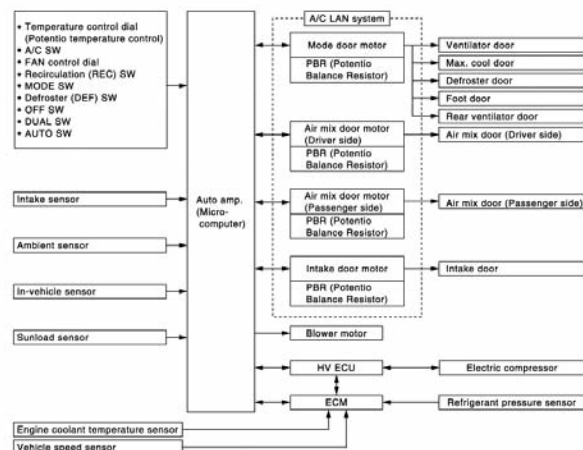 • Temperature control dial
(Potentio temperature control)
• A/C SW
• FAN control dial
• Recirculation (REC) SW
• MODE SW
• Defroster (DEF) SW
• OFF SW
• DUAL SW
• AUTO SW
Intake sensor
Ambient sensor
In-vehicle sensor
Sunload sensor
Engine coolant temperature sensor
Vehicle speed sensor
Auto amp.
(Micro-
computer)
A/C LAN system
Mode door motor
PBR (Potentio
Balance Resistor)
Air mix door motor
(Driver side)
PBR (Potentio
Balance Resistor)
Air mix door motor
(Passenger side)
PBR (Potentio
Balance Resistor)
Intake door motor
PBR (Potentio
Balance Resistor)
Blower motor
HV ECU
ECM
Ventilator door
Max. cool door
Defroster door
Foot door
Rear ventilator door
Air mix door (Driver side)
Air mix door (Passenger side)
Intake door
Electric compressor
Refrigerant pressure sensor